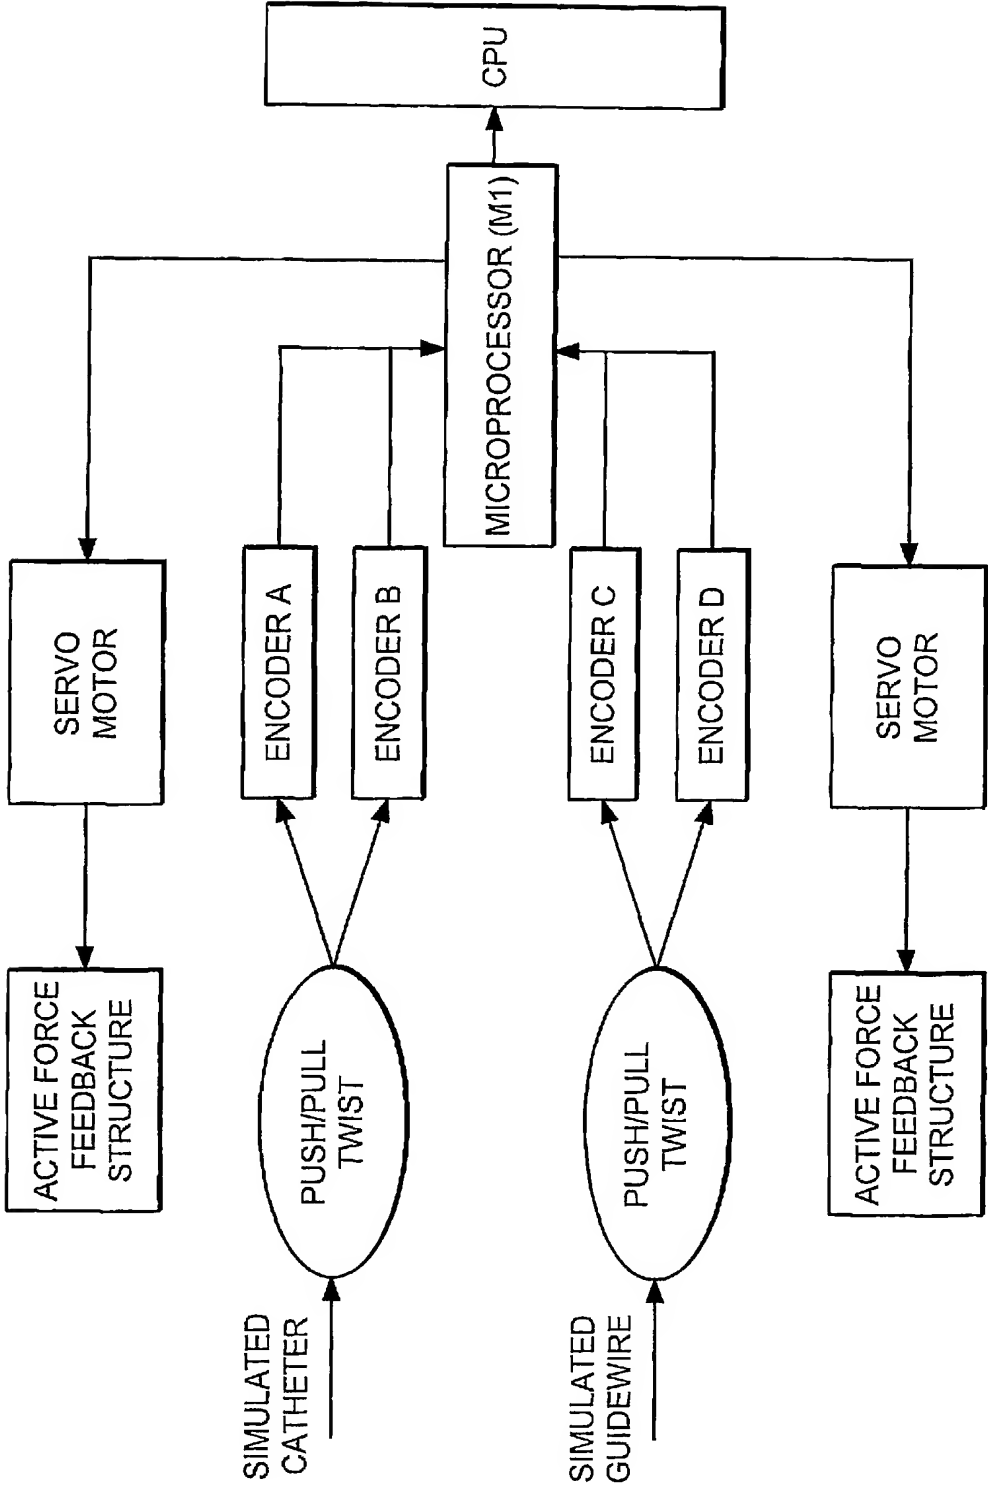 SIMULATED
CATHETER
SIMULATED
GUIDEWIRE
ACTIVE FORCE
FEEDBACK
STRUCTURE
PUSH/PULL
TWIST
PUSH/PULL
TWIST
ACTIVE FORCE
FEEDBACK
STRUCTURE
SERVO
MOTOR
ENCODER A
ENCODER B
ENCODER C
ENCODER D
SERVO
MOTOR
MICROPROCESSOR (M1)
CPU